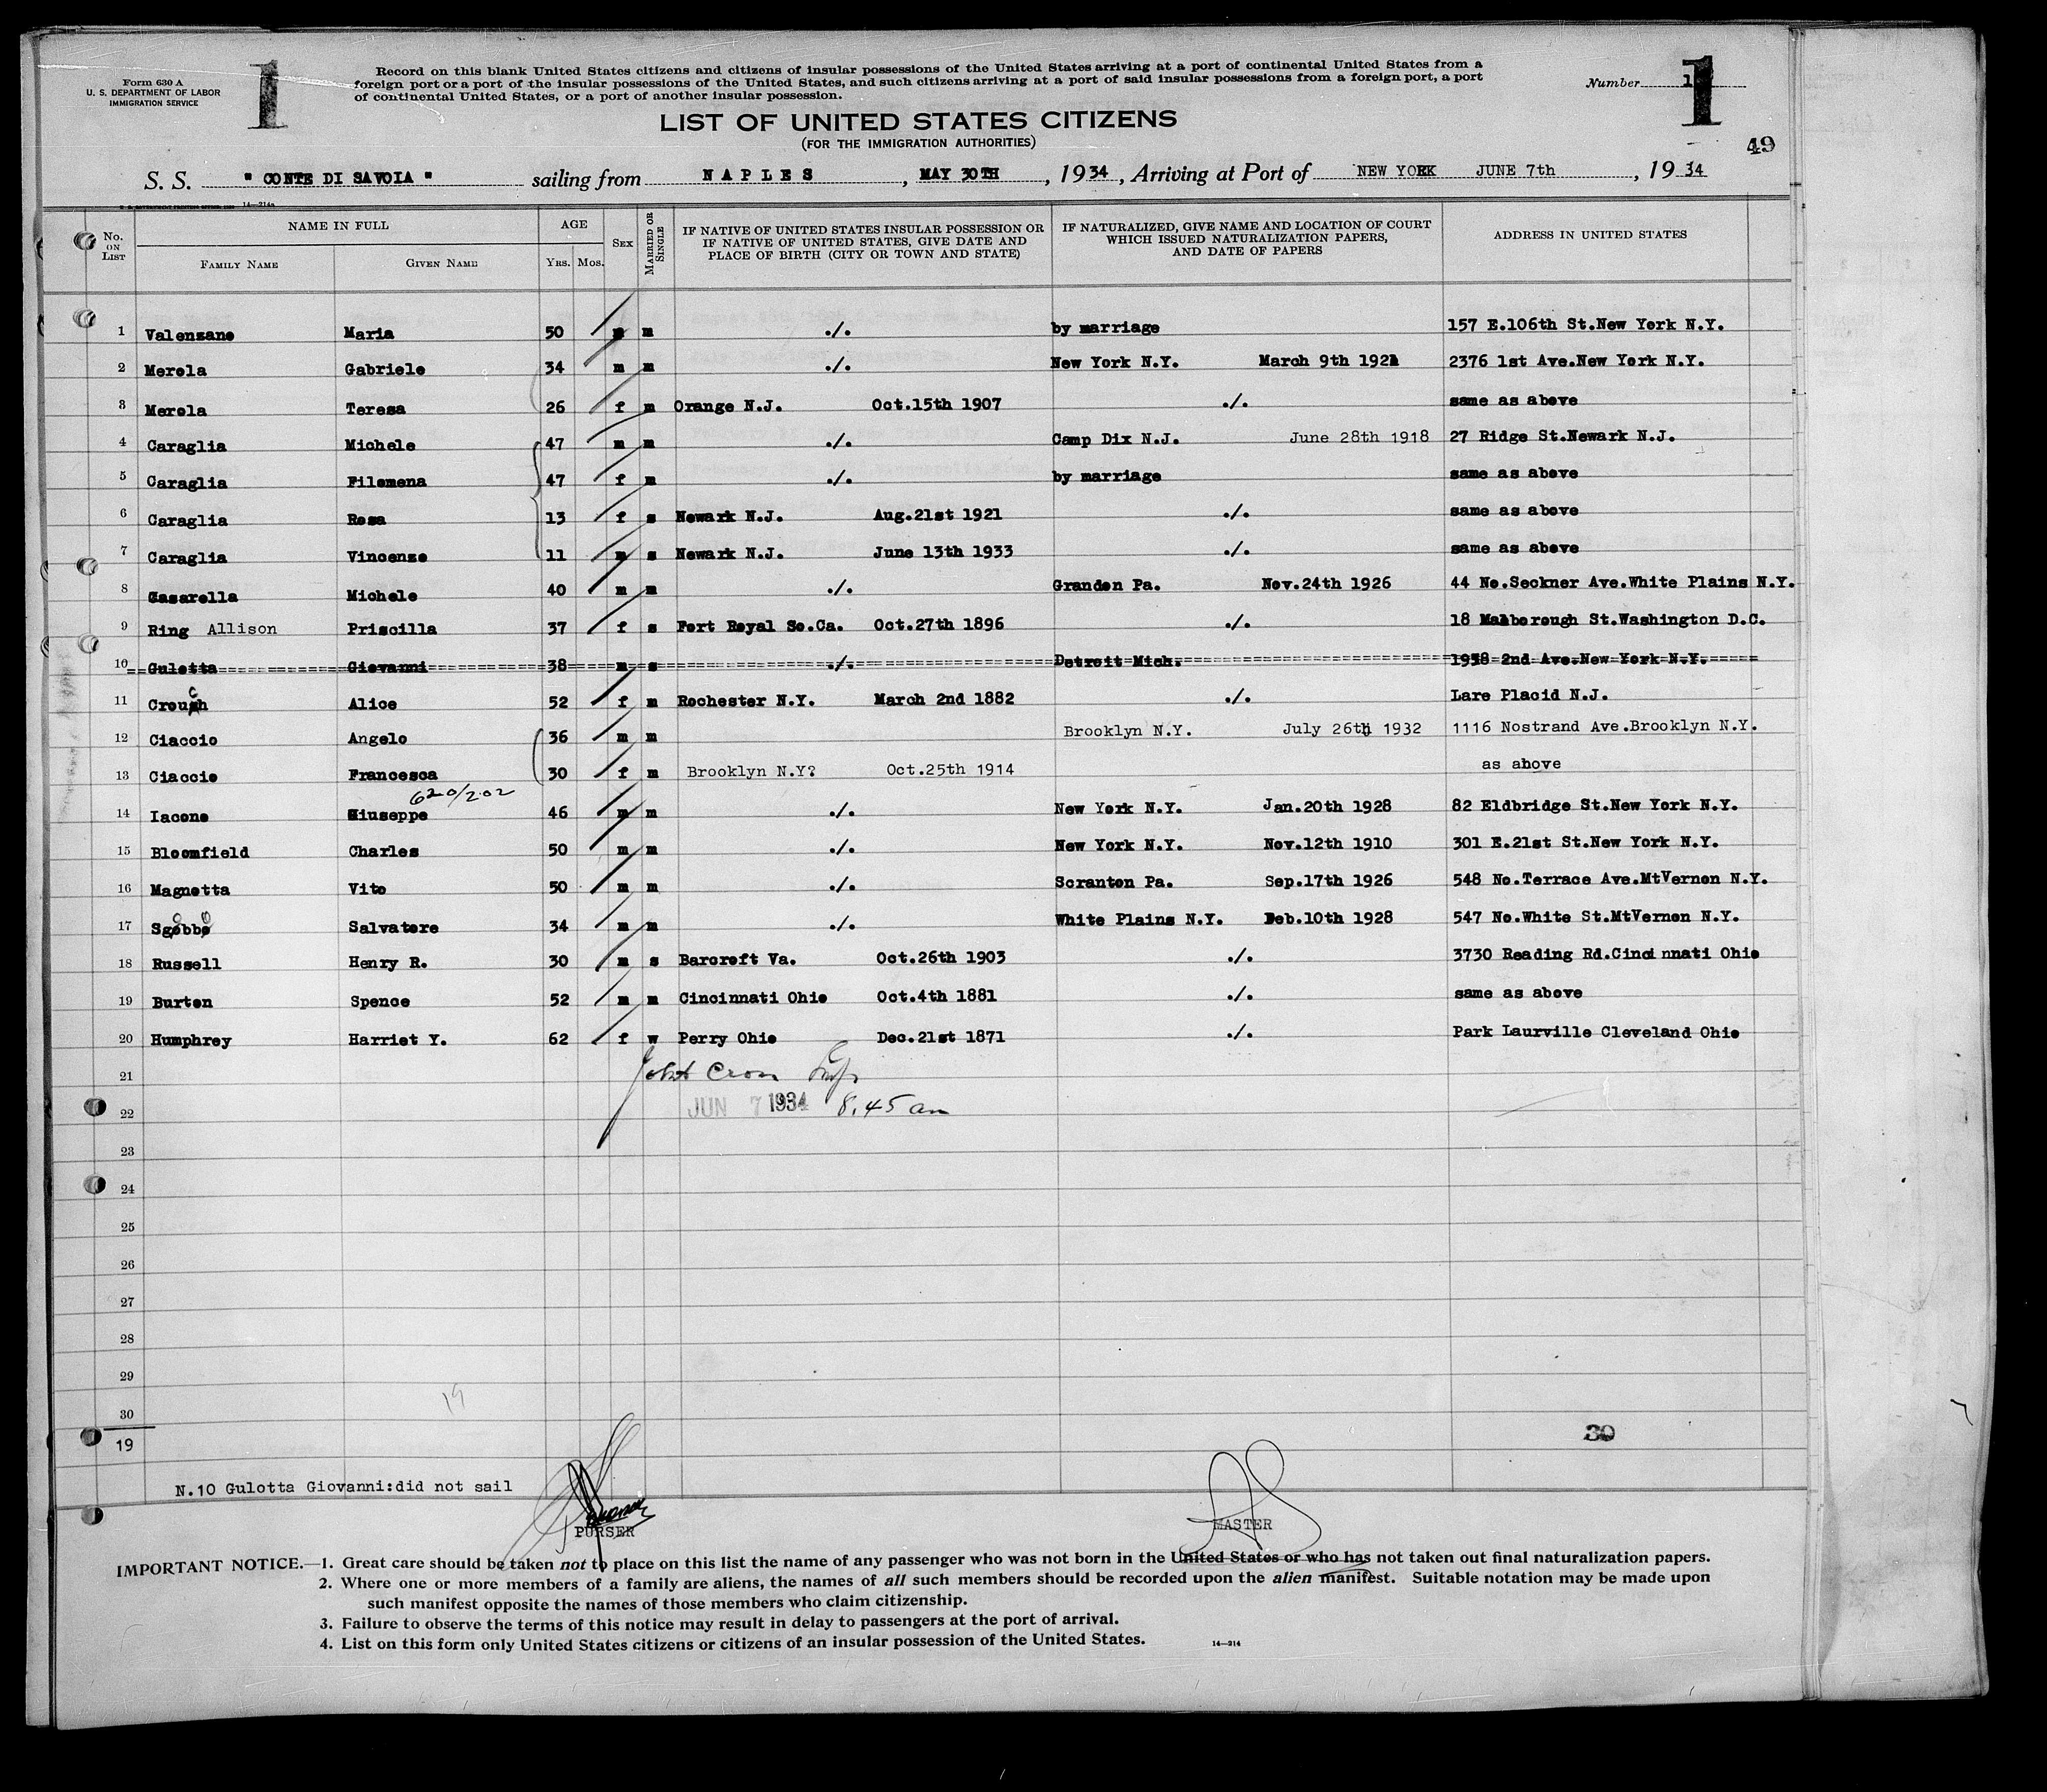 Form 630 A
U. S. DEPARTMENT OF LABOR
IMMIGRATION SERVICE
1
Record on this blank United States citizens and citizens of insular possessions of the United States arriving at a port of continental United States from a
foreign port or a port of the insular possessions of the United States, and such citizens arriving at a port of said insular possessions from a foreign port, a port
of continental United States, or a port of another insular possession.
Number 1
1
49
LIST OF UNITED STATES CITIZENS
(FOR THE IMMIGRATION AUTHORITIES)
S. S. "CONTE DI SAVOIA" sailing from NAPLES, MAY 30TH, 1934, Arriving at Port of NEW YORK JUNE 7th, 1934
14—214a
No. ON LIST
NAME IN FULL
FAMILY NAME GIVEN NAME
AGE
YRS. MOS.
SEX
MARRIED OR SINGLE
IF NATIVE OF UNITED STATES INSULAR POSSESSION OR
IF NATIVE OF UNITED STATES, GIVE DATE AND
PLACE OF BIRTH (CITY OR TOWN AND STATE)
IF NATURALIZED, GIVE NAME AND LOCATION OF COURT
WHICH ISSUED NATURALIZATION PAPERS,
AND DATE OF PAPERS
ADDRESS IN UNITED STATES
1 Valenzano Maria 50 m ./. by marriage 157 E.106th St.New York N.Y.
2 Merola Gabriele 34 m m ./. New York N.Y. March 9th 1921 2376 1st Ave.New York N.Y.
3 Merola Teresa 26 f m Orange N.J. Oct.15th 1907 ./. same as above
4 Caraglia Michele 47 m m ./. Camp Dix N.J. June 28th 1918 27 Ridge St.Newark N.J.
5 Caraglia Filomena 47 f m ./. by marriage same as above
6 Caraglia Rosa 13 f s Newark N.J. Aug.21st 1921 ./. same as above
7 Caraglia Vincenzo 11 m s Newark N.J. June 13th 1933 ./. same as above
8 Casarella Michele 40 m m ./. Grandon Pa. Nov.24th 1926 44 No.Seckner Ave.White Plains N.Y.
9 Ring Allison Priscilla 37 f s Port Royal So.Ca. Oct.27th 1896 ./. 18 Malborough St.Washington D.C.
10 Gulotta Giovanni 38 m s ./. Detroit Mich. 1958 2nd Ave.New York N.Y.
11 Crouch Alice 52 f m Rochester N.Y. March 2nd 1882 ./. Lare Placid N.J.
12 Ciaccio Angelo 36 m m Brooklyn N.Y. July 26th 1932 1116 Nostrand Ave.Brooklyn N.Y.
13 Ciaccio Francesca 30 f m Brooklyn N.Y? Oct.25th 1914 as above
620/202
14 Iacono Giuseppe 46 m m ./. New York N.Y. Jan.20th 1928 82 Eldbridge St.New York N.Y.
15 Bloomfield Charles 50 m m ./. New York N.Y. Nov.12th 1910 301 E.21st St.New York N.Y.
16 Magnotta Vito 50 m m ./. Scranton Pa. Sep.17th 1926 548 No.Terrace Ave.MtVernon N.Y.
17 Sgobbo Salvatore 34 m m ./. White Plains N.Y. Feb.10th 1928 547 No.White St.MtVernon N.Y.
18 Russell Henry R. 30 m s Barcroft Va. Oct.26th 1903 ./. 3730 Reading Rd.Cincinnati Ohio
19 Burton Spence 52 m m Cincinnati Ohio Oct.4th 1881 ./. same as above
20 Humphrey Harriet Y. 62 f w Perry Ohio Dec.21st 1871 ./. Park Laurville Cleveland Ohio
21 Cron Insp
22 JUN 7 1934 8.45 am
23
24
25
26
27
28
29
30
19
19
30
N.10 Gulotta Giovanni:did not sail
PURSER
MASTER
IMPORTANT NOTICE.—1. Great care should be taken not to place on this list the name of any passenger who was not born in the United States or who has not taken out final naturalization papers.
2. Where one or more members of a family are aliens, the names of all such members should be recorded upon the alien manifest. Suitable notation may be made upon
such manifest opposite the names of those members who claim citizenship.
3. Failure to observe the terms of this notice may result in delay to passengers at the port of arrival.
4. List on this form only United States citizens or citizens of an insular possession of the United States.
14—214